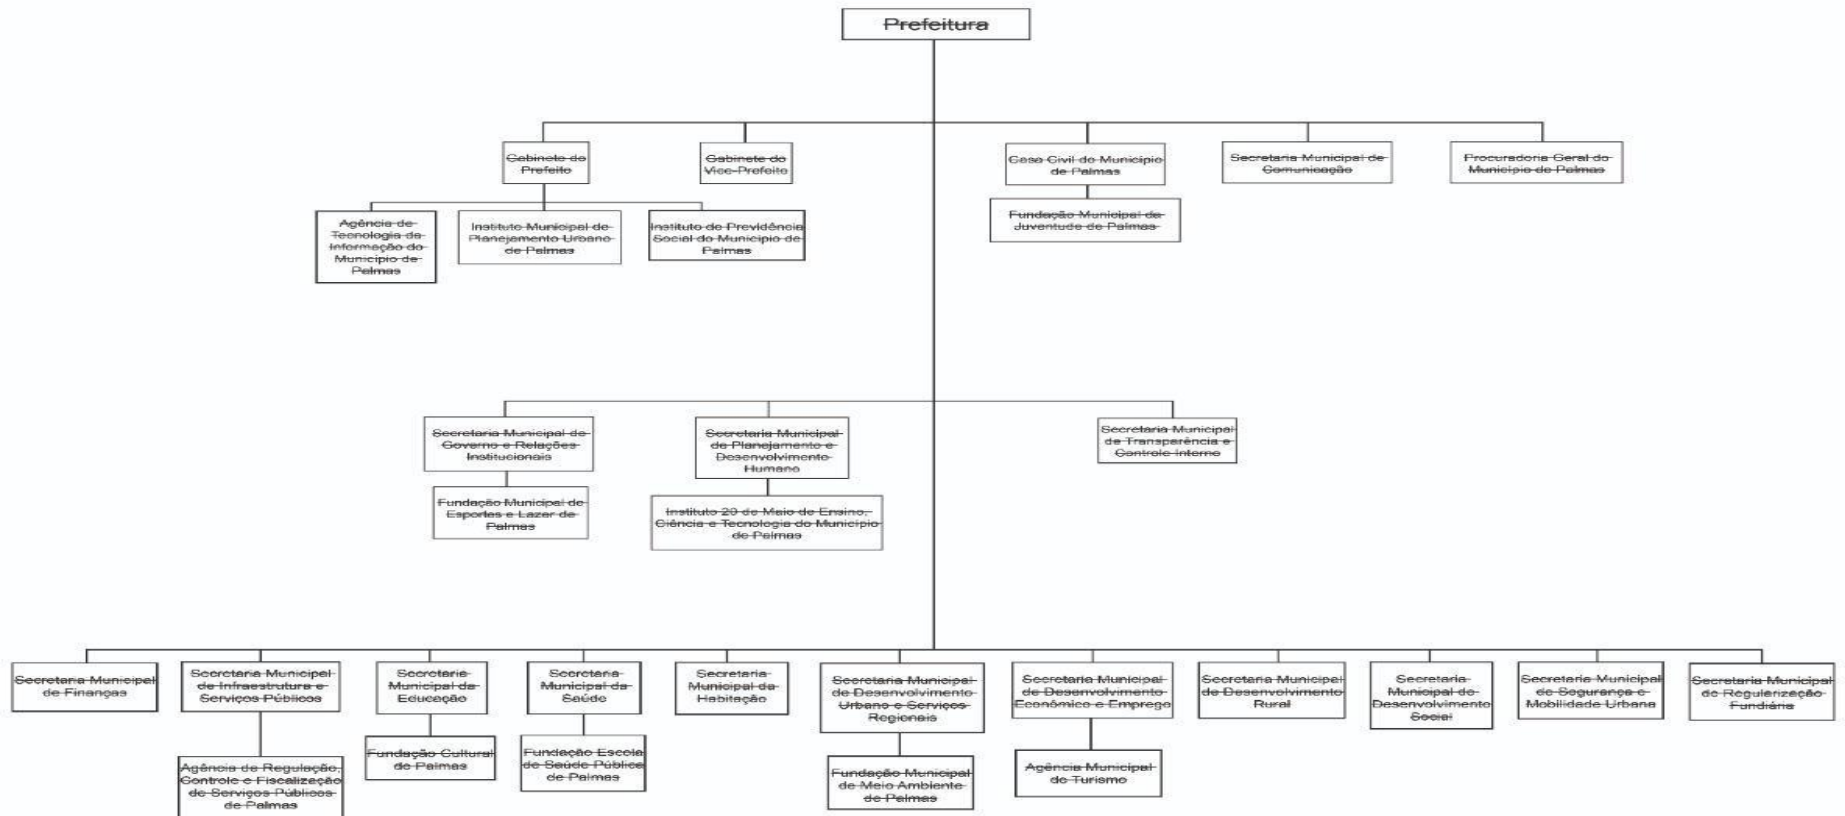 Prefeitura
Gabinete do
Prefeito
Gabinete do
Vice-Prefeito
Casa Civil do Município
de Palmas
Secretaria Municipal de
Comunicação
Procuradoria Geral do
Município de Palmas
Agência de
Tecnologia da
Informação do
Município de
Palmas
Instituto Municipal de
Planejamento Urbano
de Palmas
Instituto de Previdência
Social do Município de
Palmas
Fundação Municipal da
Juventude de Palmas
Secretaria Municipal de
Governo e Relações
Institucionais
Secretaria Municipal
de Planejamento e
Desenvolvimento
Humano
Secretaria Municipal
de Transparência e
Controle Interno
Fundação Municipal de
Esportes e Lazer de
Palmas
Instituto 20 de Maio de Ensino,
Ciência e Tecnologia do Município
de Palmas
Secretaria Municipal
de Finanças
Secretaria Municipal
de Infraestrutura e
Serviços Públicos
Secretaria
Municipal da
Educação
Secretaria
Municipal da
Saúde
Secretaria
Municipal da
Habitação
Secretaria Municipal
de Desenvolvimento
Urbano e Serviços
Regionais
Secretaria Municipal
de Desenvolvimento
Econômico e Emprego
Secretaria Municipal
de Desenvolvimento
Rural
Secretaria
Municipal de
Desenvolvimento
Social
Secretaria Municipal
de Segurança e
Mobilidade Urbana
Secretaria Municipal
de Regularização
Fundiária
Agência de Regulação,
Controle e Fiscalização
de Serviços Públicos
de Palmas
Fundação Cultural
de Palmas
Fundação Escola
de Saúde Pública
de Palmas
Fundação Municipal
de Meio Ambiente
de Palmas
Agência Municipal
de Turismo